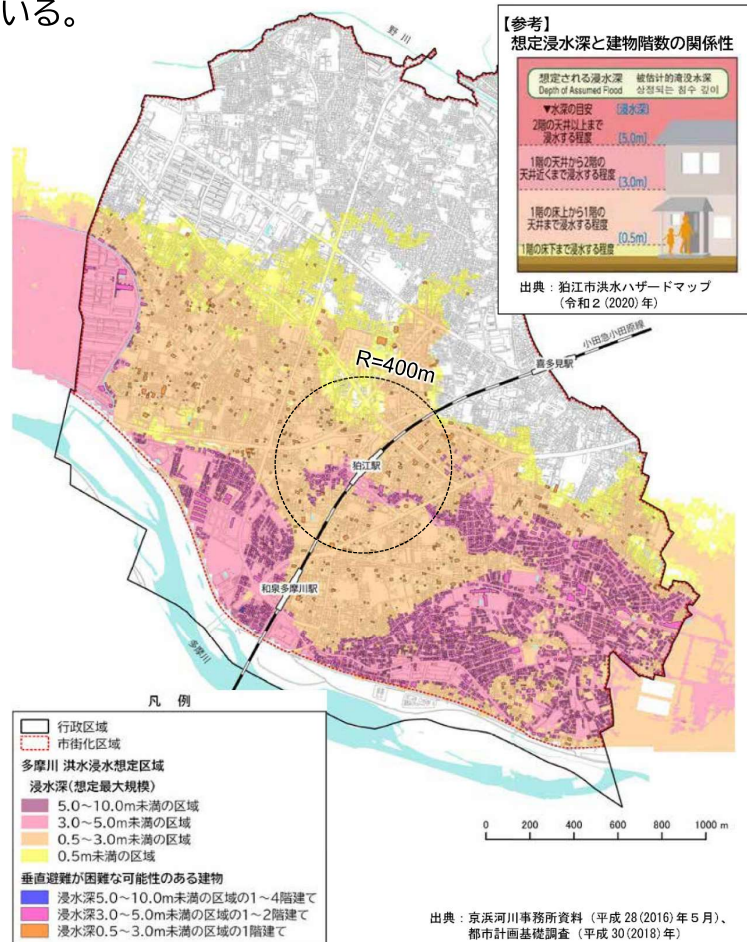 いる。
【参考】
想定浸水深と建物階数の関係性
想定される浸水深 被估计的淹没水深
Depth of Assumed Flood 상정되는 침수 깊이
▼水深の目安 [浸水深]
2階の天井以上まで
浸水する程度 [5.0m]
1階の天井から2階の
天井近くまで浸水する程度 [3.0m]
1階の床上から1階の
天井まで浸水する程度 [0.5m]
1階の床下まで浸水する程度
出典:狛江市洪水ハザードマップ
(令和2(2020)年)
野川
小田急小田原線
喜多見駅
R=400m
狛江駅
和泉多摩川駅
多摩川
凡 例
行政区域
市街化区域
多摩川 洪水浸水想定区域
浸水深(想定最大規模)
5.0~10.0m未満の区域
3.0~5.0m未満の区域
0.5~3.0m未満の区域
0.5m未満の区域
垂直避難が困難な可能性のある建物
浸水深5.0~10.0m未満の区域の1~4階建て
浸水深3.0~5.0m未満の区域の1~2階建て
浸水深0.5~3.0m未満の区域の1階建て
0 200 400 600 800 1000 m
出典:京浜河川事務所資料(平成28(2016)年5月)、
都市計画基礎調査(平成30(2018)年)